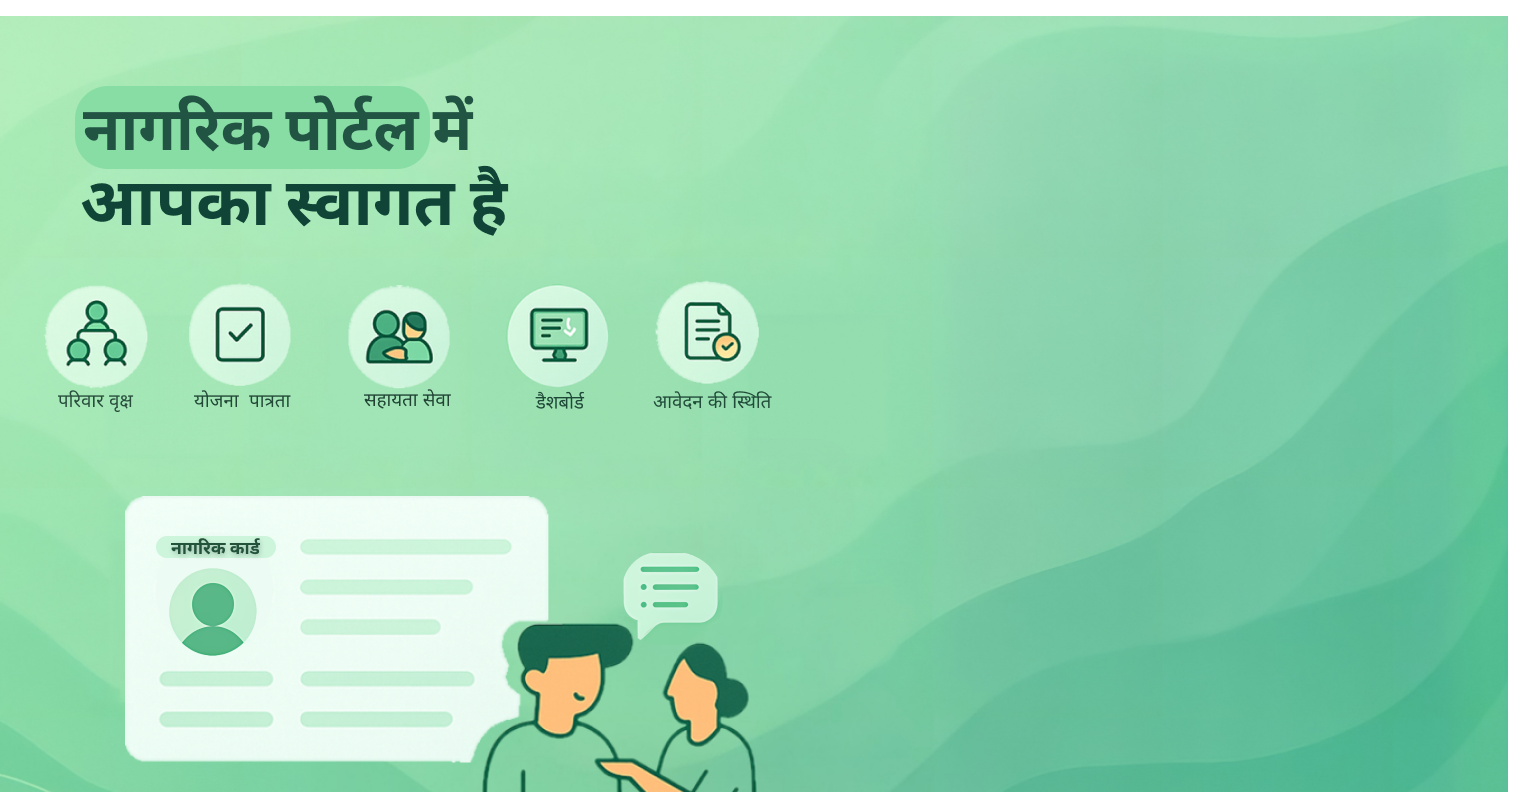 नागरिक पोर्टल में
आपका स्वागत है
परिवार वृक्ष
योजना पात्रता
सहायता सेवा
डैशबोर्ड
आवेदन की स्थिति
नागरिक कार्ड